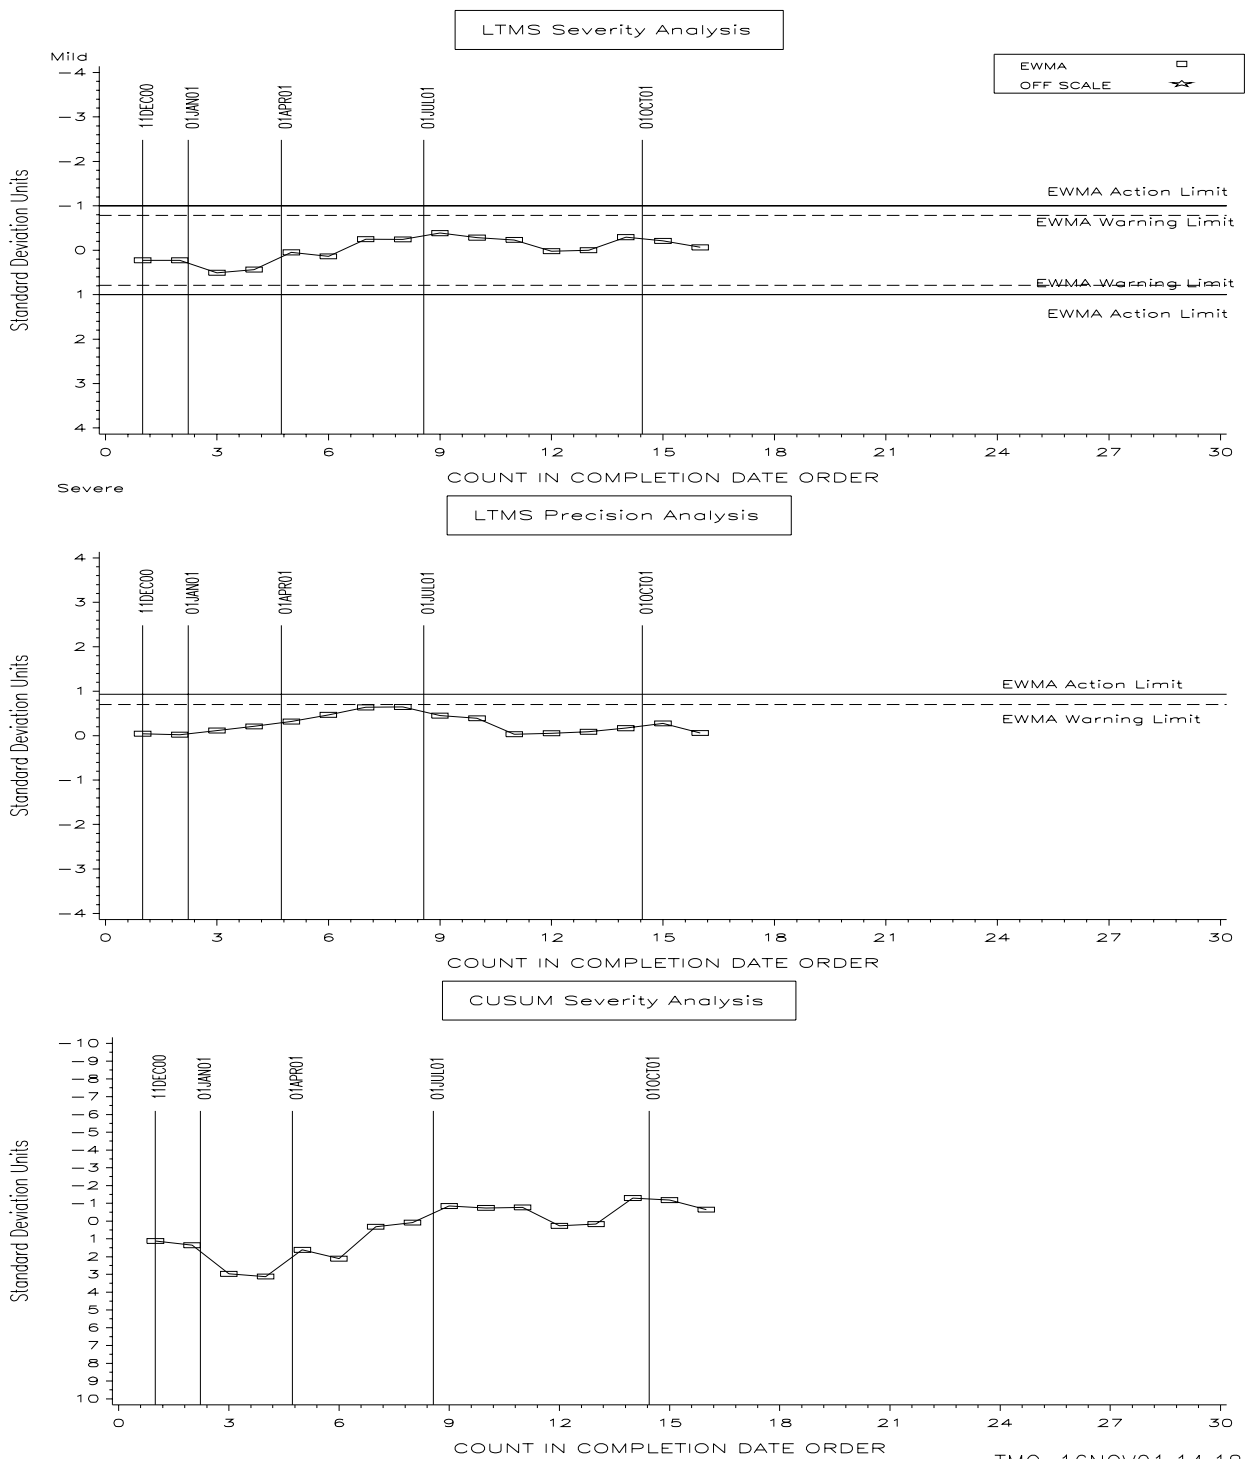 LTMS Severity Analysis
Mild
EWMA
OFF SCALE
-4
-3
-2
-1
0
1
2
3
4
Standard Deviation Units
11DEC00
01JAN01
01APR01
01JUL01
01OCT01
EWMA Action Limit
EWMA Warning Limit
EWMA Warning Limit
EWMA Action Limit
0 3 6 9 12 15 18 21 24 27 30
COUNT IN COMPLETION DATE ORDER
Severe
LTMS Precision Analysis
4
3
2
1
0
-1
-2
-3
-4
Standard Deviation Units
11DEC00
01JAN01
01APR01
01JUL01
01OCT01
EWMA Action Limit
EWMA Warning Limit
0 3 6 9 12 15 18 21 24 27 30
COUNT IN COMPLETION DATE ORDER
CUSUM Severity Analysis
-10
-9
-8
-7
-6
-5
-4
-3
-2
-1
0
1
2
3
4
5
6
7
8
9
10
Standard Deviation Units
11DEC00
01JAN01
01APR01
01JUL01
01OCT01
0 3 6 9 12 15 18 21 24 27 30
COUNT IN COMPLETION DATE ORDER